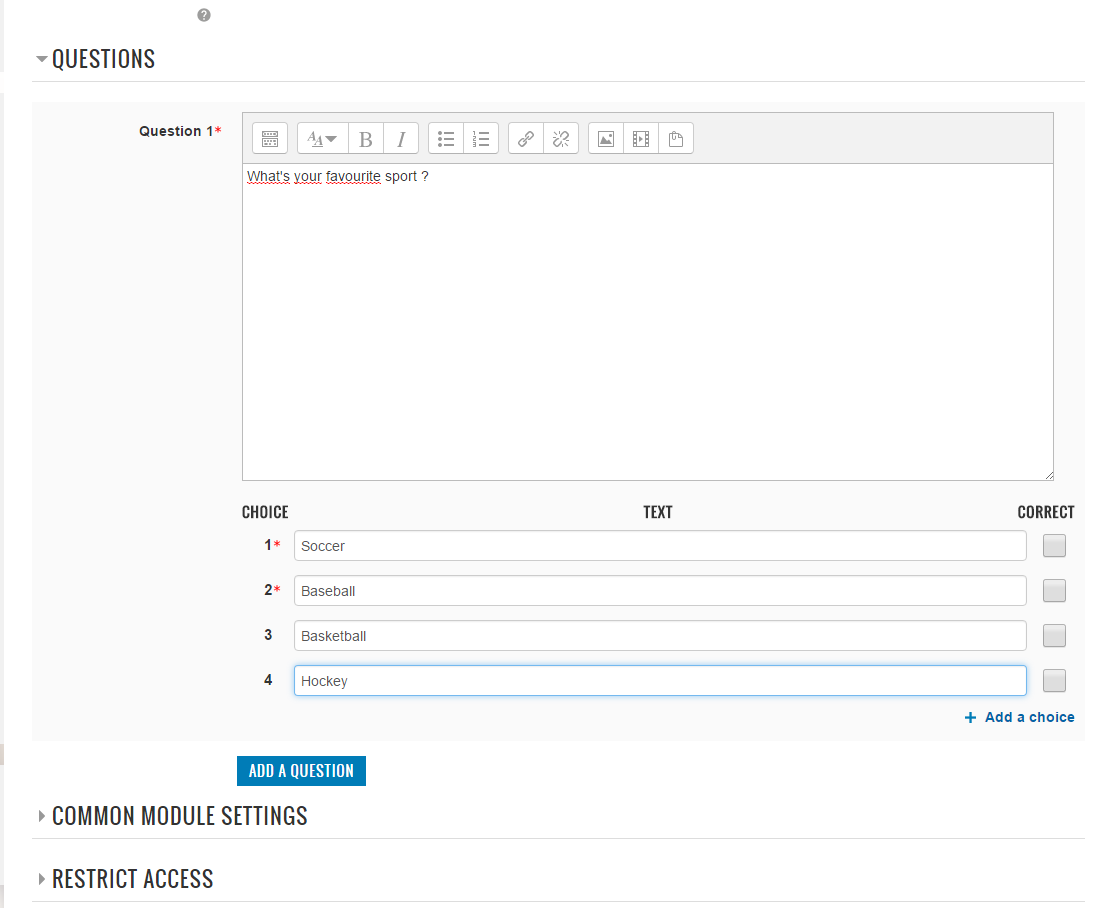 QUESTIONS
Question 1*
What's your favourite sport ?
CHOICE TEXT CORRECT
1* Soccer
2* Baseball
3 Basketball
4 Hockey
+ Add a choice
ADD A QUESTION
COMMON MODULE SETTINGS
RESTRICT ACCESS